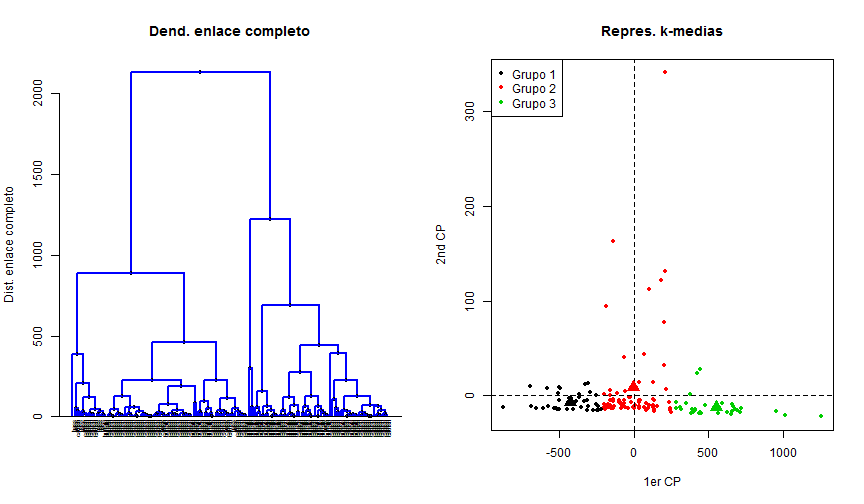 Dend. enlace completo
Dist. enlace completo
0
500
1000
1500
2000
Repres. k-medias
Grupo 1
Grupo 2
Grupo 3
2nd CP
0
100
200
300
-500
0
500
1000
1er CP